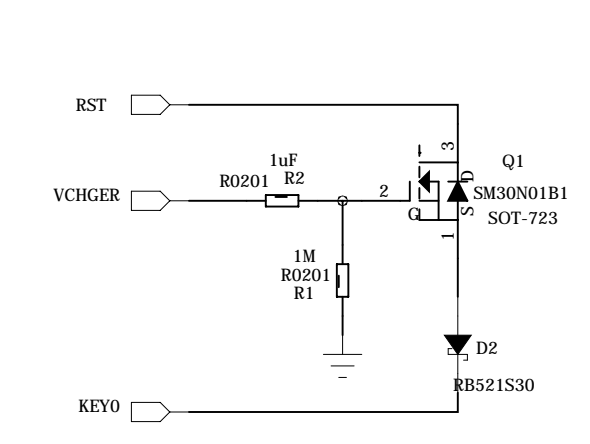 RST
3
1uF
R0201 R2
Q1
D
VCHGER
2
SM30N01B1
G
S
SOT-723
1
1M
R0201
R1
D2
RB521S30
KEY0